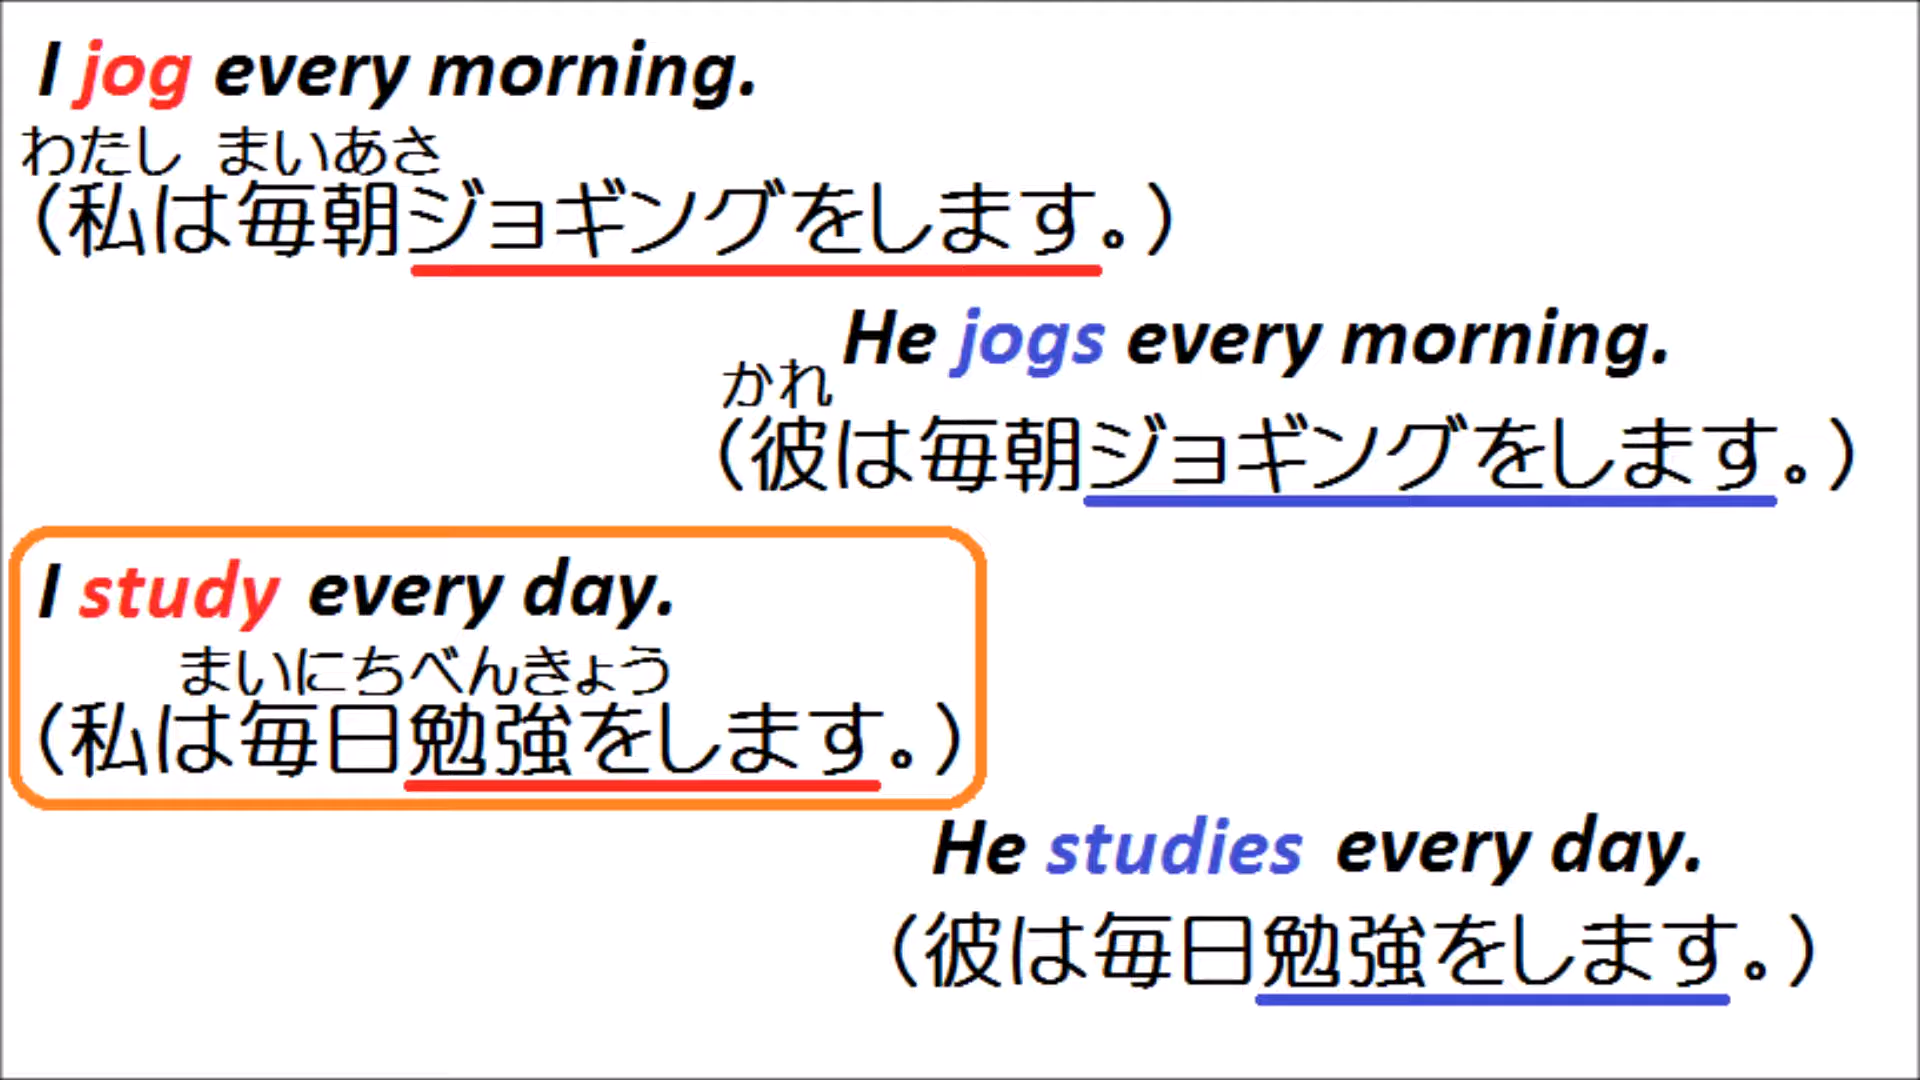 I jog every morning.
わたし まいあさ
（私は毎朝ジョギングをします。）
He jogs every morning.
かれ
（彼は毎朝ジョギングをします。）
I study every day.
まいにちべんきょう
（私は毎日勉強をします。）
He studies every day.
（彼は毎日勉強をします。）